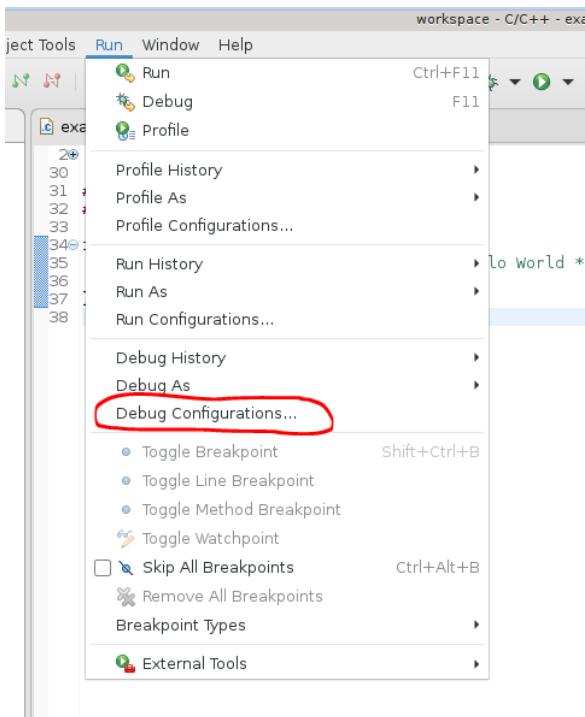 workspace - C/C++ - exa
ject Tools Run Window Help
Run Ctrl+F11
Debug F11
exa
Profile
2
30 Profile History
31 # Profile As
32 #
33 Profile Configurations...
34
35 Run History lo World *
36 Run As
37 }
38 Run Configurations...
Debug History
Debug As
Debug Configurations...
Toggle Breakpoint Shift+Ctrl+B
Toggle Line Breakpoint
Toggle Method Breakpoint
Toggle Watchpoint
Skip All Breakpoints Ctrl+Alt+B
Remove All Breakpoints
Breakpoint Types
External Tools